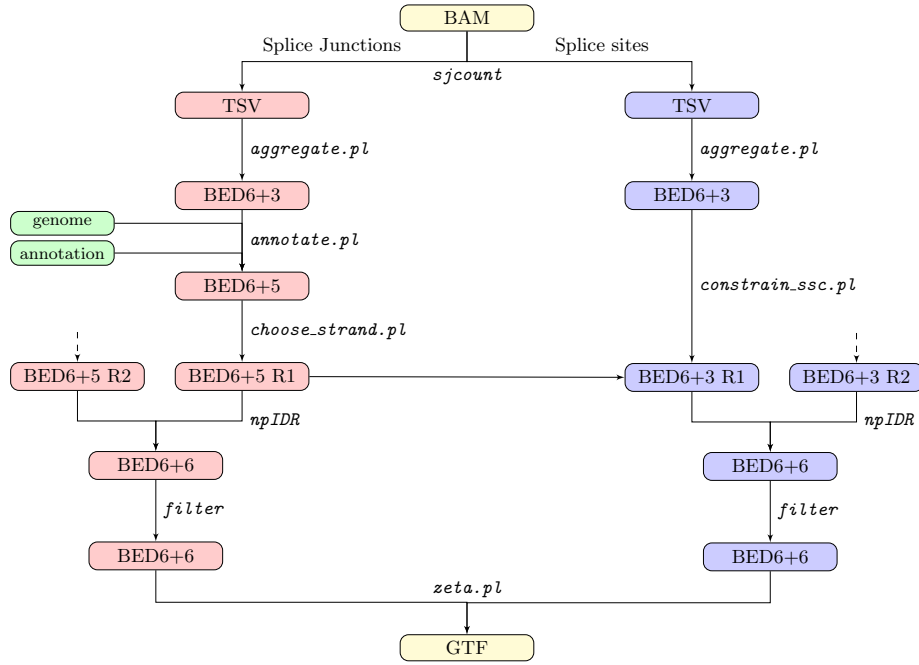 BAM
Splice Junctions
Splice sites
sjcount
TSV
TSV
aggregate.pl
aggregate.pl
BED6+3
BED6+3
genome
annotate.pl
annotation
BED6+5
constrain_ssc.pl
choose_strand.pl
BED6+5 R2
BED6+5 R1
BED6+3 R1
BED6+3 R2
npIDR
npIDR
BED6+6
BED6+6
filter
filter
BED6+6
BED6+6
zeta.pl
GTF